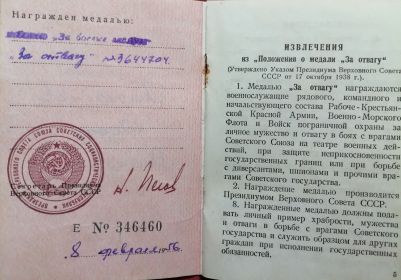 Награжден медалью:
"За отвагу" №3644704.
Секретарь Президиума
Верховного Совета СССР
Е № 346460
8 февраля 1956.
ИЗВЛЕЧЕНИЯ
из „Положения о медали „За отвагу“
(Утверждено Указом Президиума Верховного Совета
СССР от 17 октября 1938 г.)
1. Медалью „За отвагу“ награждаются
военнослужащие рядового, командного и
начальствующего состава Рабоче-Крестьян-
ской Красной Армии, Военно-Морского
Флота и Войск пограничной охраны за
личное мужество и отвагу в боях с врагами
Советского Союза на театре военных дей-
ствий, при защите неприкосновенности
государственных границ или при борьбе
с диверсантами, шпионами и прочими вра-
гами Советского государства.
2. Награждение медалью производится
Президиумом Верховного Совета СССР.
8. Награжденные медалью должны пода-
вать личный пример храбрости, мужества
и отваги в борьбе с врагами Советского
государства и служить образцом для других
граждан при исполнении государственных
обязанностей.